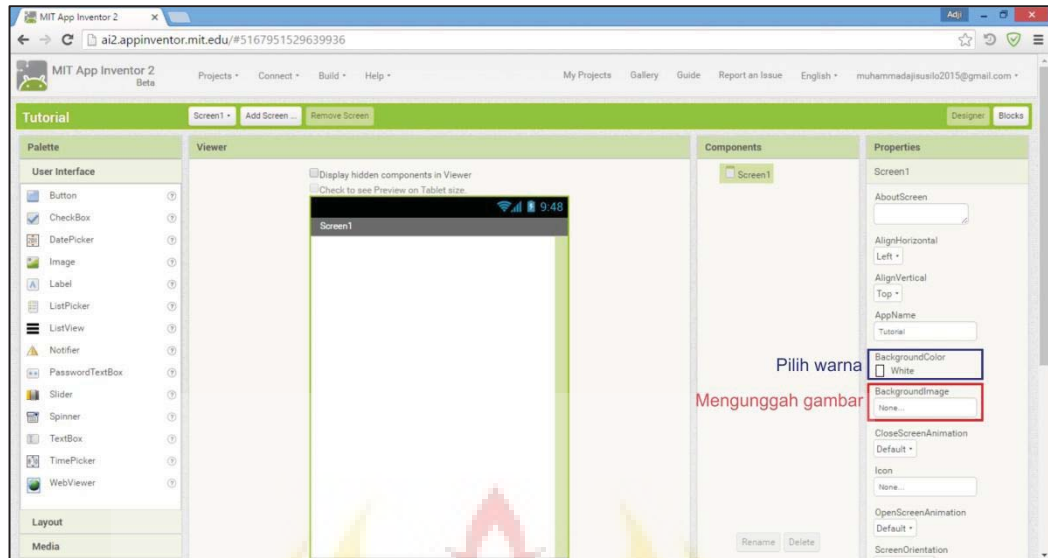 MIT App Inventor 2
Adji
ai2.appinventor.mit.edu/#5167951529639936
MIT App Inventor 2
Beta
Projects
Connect
Build
Help
My Projects
Gallery
Guide
Report an Issue
English
muhammadajisusilo2015@gmail.com
Tutorial
Screen1
Add Screen ...
Remove Screen
Designer
Blocks
Palette
User Interface
Button
CheckBox
DatePicker
Image
Label
ListPicker
ListView
Notifier
PasswordTextBox
Slider
Spinner
TextBox
TimePicker
WebViewer
Layout
Media
Viewer
Display hidden components in Viewer
Check to see Preview on Tablet size.
9:48
Screen1
Components
Screen1
Rename
Delete
Pilih warna
Mengunggah gambar
Properties
Screen1
AboutScreen
AlignHorizontal
Left
AlignVertical
Top
AppName
Tutorial
BackgroundColor
White
BackgroundImage
None...
CloseScreenAnimation
Default
Icon
None...
OpenScreenAnimation
Default
ScreenOrientation